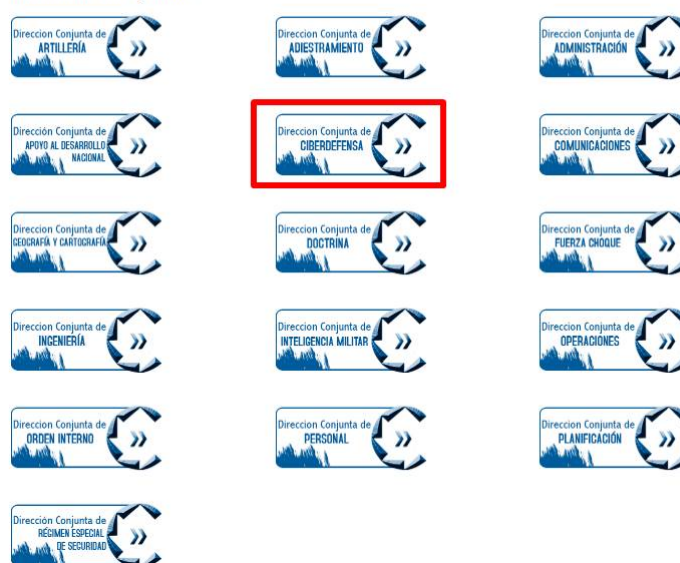 Direccion Conjunta de
ARTILLERÍA
Direccion Conjunta de
ADIESTRAMIENTO
Direccion Conjunta de
ADMINISTRACIÓN
Dirección Conjunta de
APOYO AL DESARROLLO
NACIONAL
Direccion Conjunta de
CIBERDEFENSA
Direccion Conjunta de
COMUNICACIONES
Direccion Conjunta de
GEOGRAFÍA Y CARTOGRAFÍA
Direccion Conjunta de
DOCTRINA
Direccion Conjunta de
FUERZA CHOQUE
Direccion Conjunta de
INGENIERÍA
Direccion Conjunta de
INTELIGENCIA MILITAR
Direccion Conjunta de
OPERACIONES
Direccion Conjunta de
ORDEN INTERNO
Direccion Conjunta de
PERSONAL
Direccion Conjunta de
PLANIFICACIÓN
Dirección Conjunta de
RÉGIMEN ESPECIAL
DE SEGURIDAD